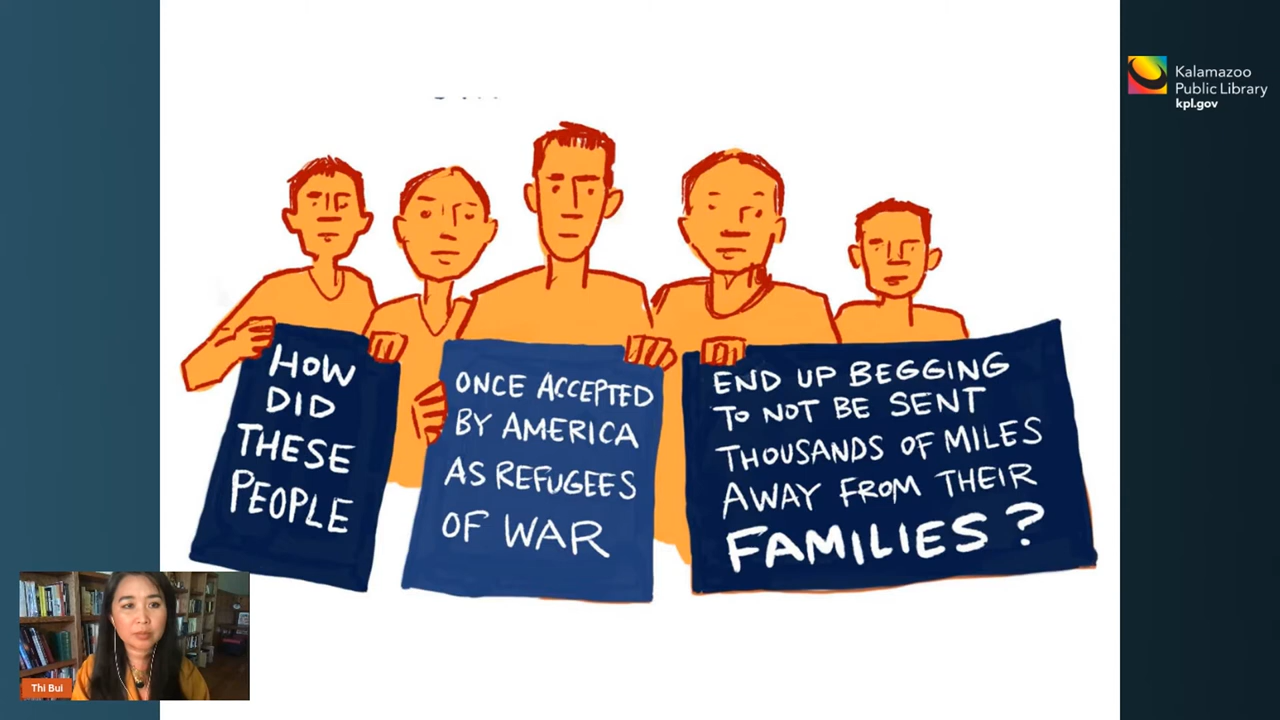 HOW
DID
THESE
PEOPLE
ONCE ACCEPTED
BY AMERICA
AS REFUGEES
OF WAR
END UP BEGGING
TO NOT BE SENT
THOUSANDS OF MILES
AWAY FROM THEIR
FAMILIES?
Kalamazoo
Public Library
kpl.gov
Thi Bui